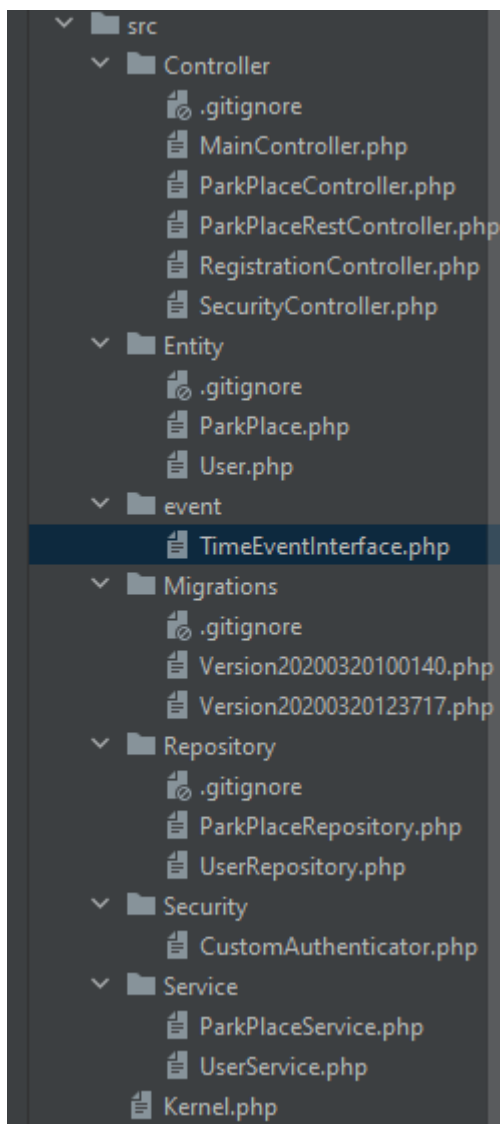 src
Controller
.gitignore
MainController.php
ParkPlaceController.php
ParkPlaceRestController.php
RegistrationController.php
SecurityController.php
Entity
.gitignore
ParkPlace.php
User.php
event
TimeEventInterface.php
Migrations
.gitignore
Version20200320100140.php
Version20200320123717.php
Repository
.gitignore
ParkPlaceRepository.php
UserRepository.php
Security
CustomAuthenticator.php
Service
ParkPlaceService.php
UserService.php
Kernel.php